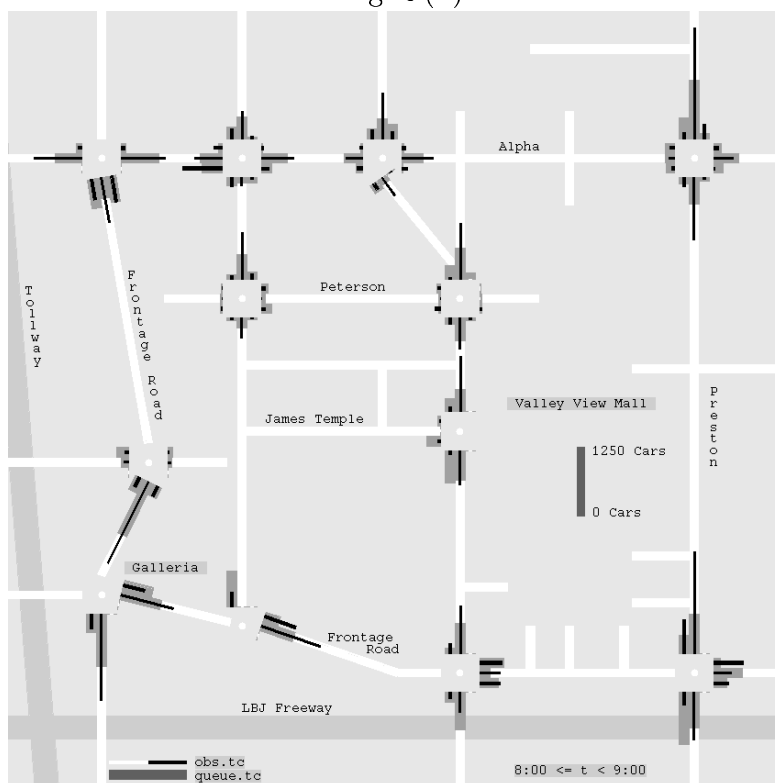 Alpha
Peterson
Tollway
Frontage Road
James Temple
Valley View Mall
Preston
1250 Cars
0 Cars
Galleria
Frontage
Road
LBJ Freeway
obs.tc
queue.tc
8:00 <= t < 9:00